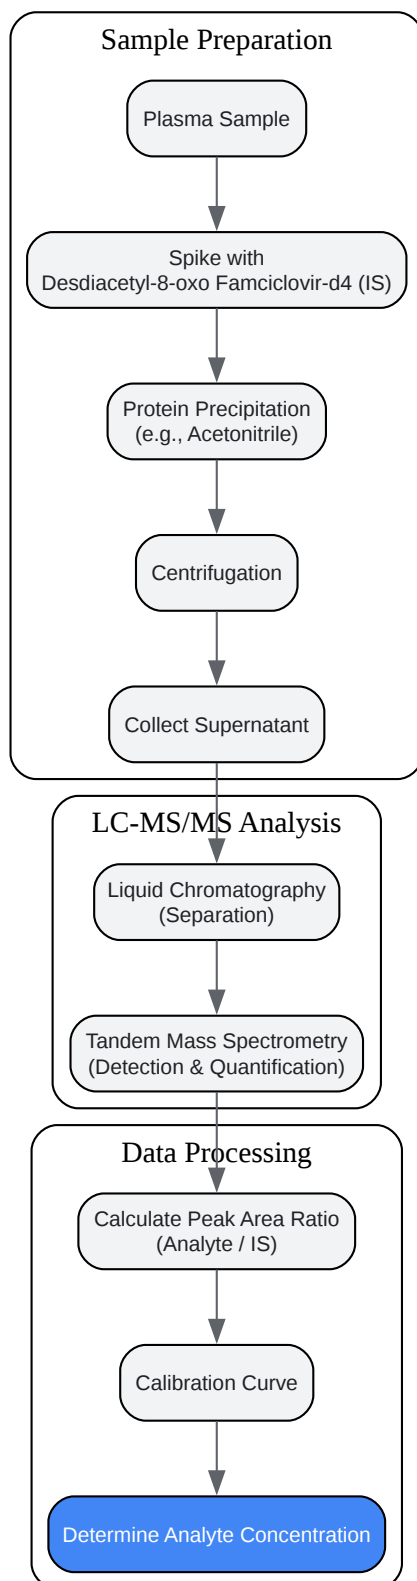 Sample Preparation
Plasma Sample
Spike with
Desdiacetyl-8-oxo Famciclovir-d4 (IS)
Protein Precipitation
(e.g., Acetonitrile)
Centrifugation
Collect Supernatant
LC-MS/MS Analysis
Liquid Chromatography
(Separation)
Tandem Mass Spectrometry
(Detection & Quantification)
Data Processing
Calculate Peak Area Ratio
(Analyte / IS)
Calibration Curve
Determine Analyte Concentration